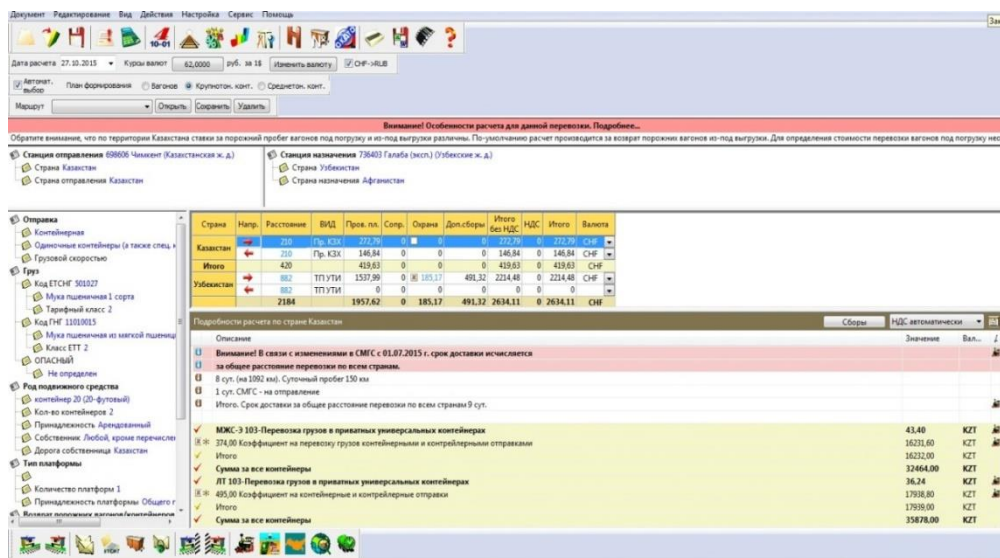 Документ Редактирование Вид Действия Настройка Сервис Помощь
10-01
Дата расчета 27.10.2015 Курсы валют 62,0000 руб. за 1$ Изменить валюту CHF->RUB
Автомат. выбор План формирования Вагонов Крупнотон. конт. Среднетон. конт.
Маршрут Открыть Сохранить Удалить
Внимание! Особенности расчета для данной перевозки. Подробнее...
Обратите внимание, что по территории Казахстана ставки за порожний пробег вагонов под погрузку и из-под выгрузки различны. По-умолчанию расчет производится за возврат порожних вагонов из-под выгрузки. Для определения стоимости перевозки вагонов под погрузку нео
Станция отправления 698606 Чимкент (Казахстанская ж. д.)
Страна Казахстан
Страна отправления Казахстан
Станция назначения 736403 Галаба (эксп.) (Узбекские ж. д.)
Страна Узбекистан
Страна назначения Афганистан
Отправка
Контейнерная
Одиночные контейнеры (а также спец. к
Грузовой скоростью
Груз
Код ЕТСНГ 501027
Мука пшеничная 1 сорта
Тарифный класс 2
Код ГНГ 11010015
Мука пшеничная из мягкой пшениц
Класс ЕТТ 2
ОПАСНЫЙ
Не определен
Род подвижного средства
контейнер 20 (20-футовый)
Кол-во контейнеров 2
Принадлежность Арендованный
Собственник Любой, кроме перечислен
Дорога собственница Казахстан
Тип платформы
Количество платформ 1
Принадлежность платформы Общего г
Возврат порожних вагонов/контейнеров
Страна Напр. Расстояние ВИД Пров. пл. Сопр. Охрана Доп.сборы Итого без НДС НДС Итого Валюта
Казахстан 210 Пр. КЗХ 272,79 0 0 0 272,79 0 272,79 CHF
210 Пр. КЗХ 146,84 0 0 0 146,84 0 146,84 CHF
Итого 420 419,63 0 0 0 419,63 0 419,63 CHF
Узбекистан 882 ТП УТИ 1537,99 0 185,17 491,32 2214,48 0 2214,48 CHF
882 ТП УТИ 0 0 0 0 0 0 0
2184 1957,62 0 185,17 491,32 2634,11 0 2634,11 CHF
Подробности расчета по стране Казахстан Сборы НДС автоматически
Описание Значение Вал...
Внимание! В связи с изменениями в СМГС с 01.07.2015 г. срок доставки исчисляется
за общее расстояние перевозки по всем странам.
8 сут. (на 1092 км). Суточный пробег 150 км
1 сут. СМГС - на отправление
Итого. Срок доставки за общее расстояние перевозки по всем странам 9 сут.
МЖС-Э 103-Перевозка грузов в приватных универсальных контейнерах 43,40 KZT
374,00 Коэффициент на перевозку грузов контейнерными и контрейлерными отправками 16231,60 KZT
Итого 16232,00 KZT
Сумма за все контейнеры 32464,00 KZT
ЛТ 103-Перевозка грузов в приватных универсальных контейнерах 36,24 KZT
495,00 Коэффициент на контейнерные и контрейлерные отправки 17938,80 KZT
Итого 17939,00 KZT
Сумма за все контейнеры 35878,00 KZT